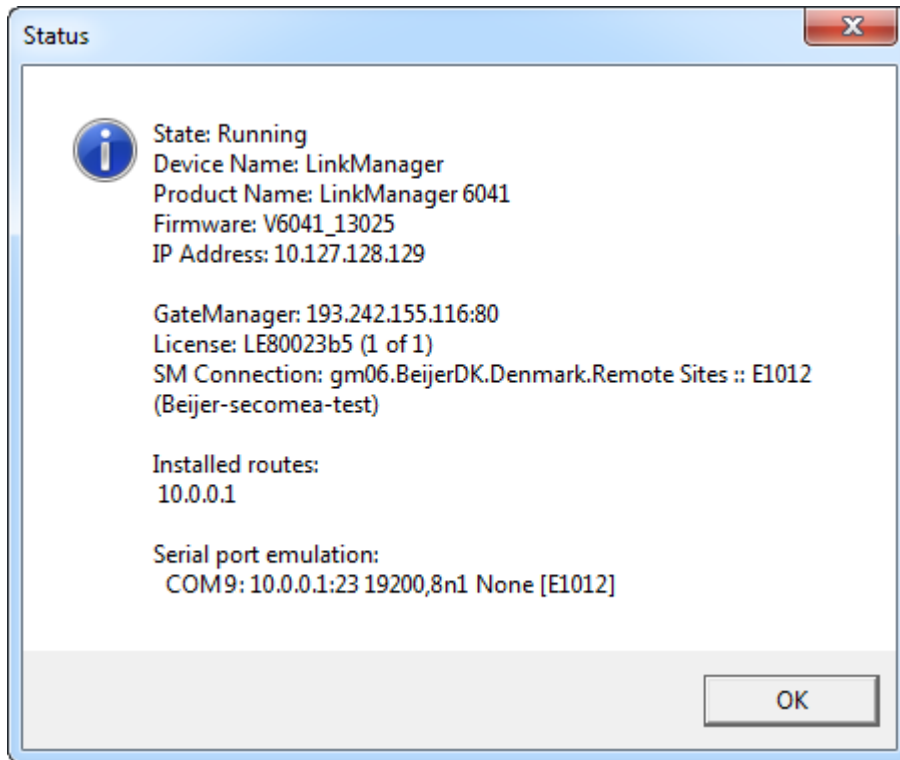 Status
State: Running
Device Name: LinkManager
Product Name: LinkManager 6041
Firmware: V6041_13025
IP Address: 10.127.128.129
GateManager: 193.242.155.116:80
License: LE80023b5 (1 of 1)
SM Connection: gm06.BeijerDK.Denmark.Remote Sites :: E1012
(Beijer-secomea-test)
Installed routes:
10.0.0.1
Serial port emulation:
COM9: 10.0.0.1:23 19200,8n1 None [E1012]
OK